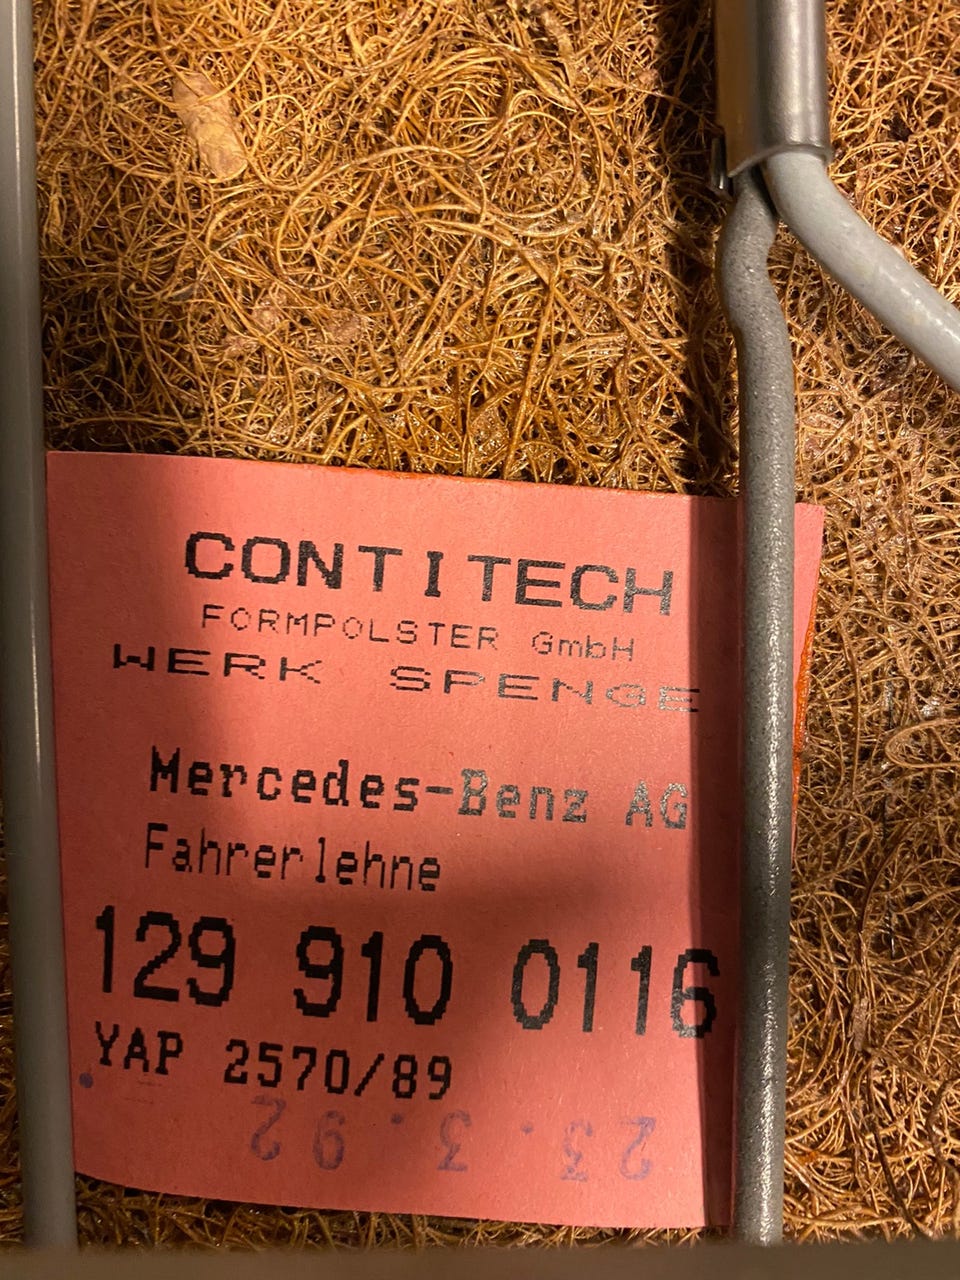 CONTITECH
FORMPOLSTER GmbH
WERK SPENGE
Mercedes-Benz AG
Fahrerlehne
129 910 0116
YAP 2570/89
23.3.92